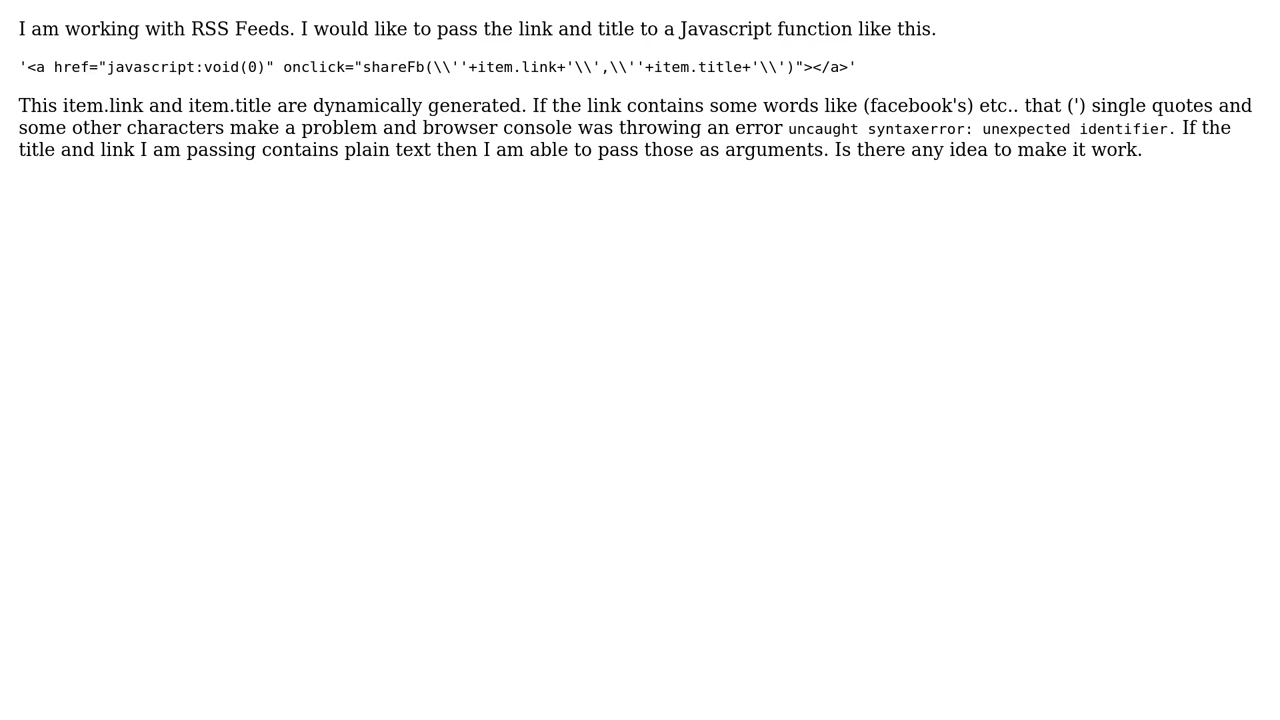 I am working with RSS Feeds. I would like to pass the link and title to a Javascript function like this.
'<a href="javascript:void(0)" onclick="shareFb(\\''+item.link+'\\',\\''+item.title+'\\')"></a>'
This item.link and item.title are dynamically generated. If the link contains some words like (facebook's) etc.. that (') single quotes and
some other characters make a problem and browser console was throwing an error uncaught syntaxerror: unexpected identifier. If the
title and link I am passing contains plain text then I am able to pass those as arguments. Is there any idea to make it work.